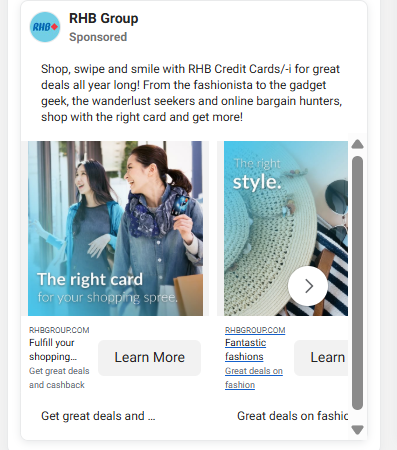 RHB
RHB Group
Sponsored
Shop, swipe and smile with RHB Credit Cards/-i for great
deals all year long! From the fashionista to the gadget
geek, the wanderlust seekers and online bargain hunters,
shop with the right card and get more!
The right card
for your shopping spree.
RHBGROUP.COM
Fulfill your
shopping...
Get great deals
and cashback
Learn More
Get great deals and ...
The right
style.
RHBGROUP.COM
Fantastic
fashions
Great deals on
fashion
Learn
Great deals on fashic